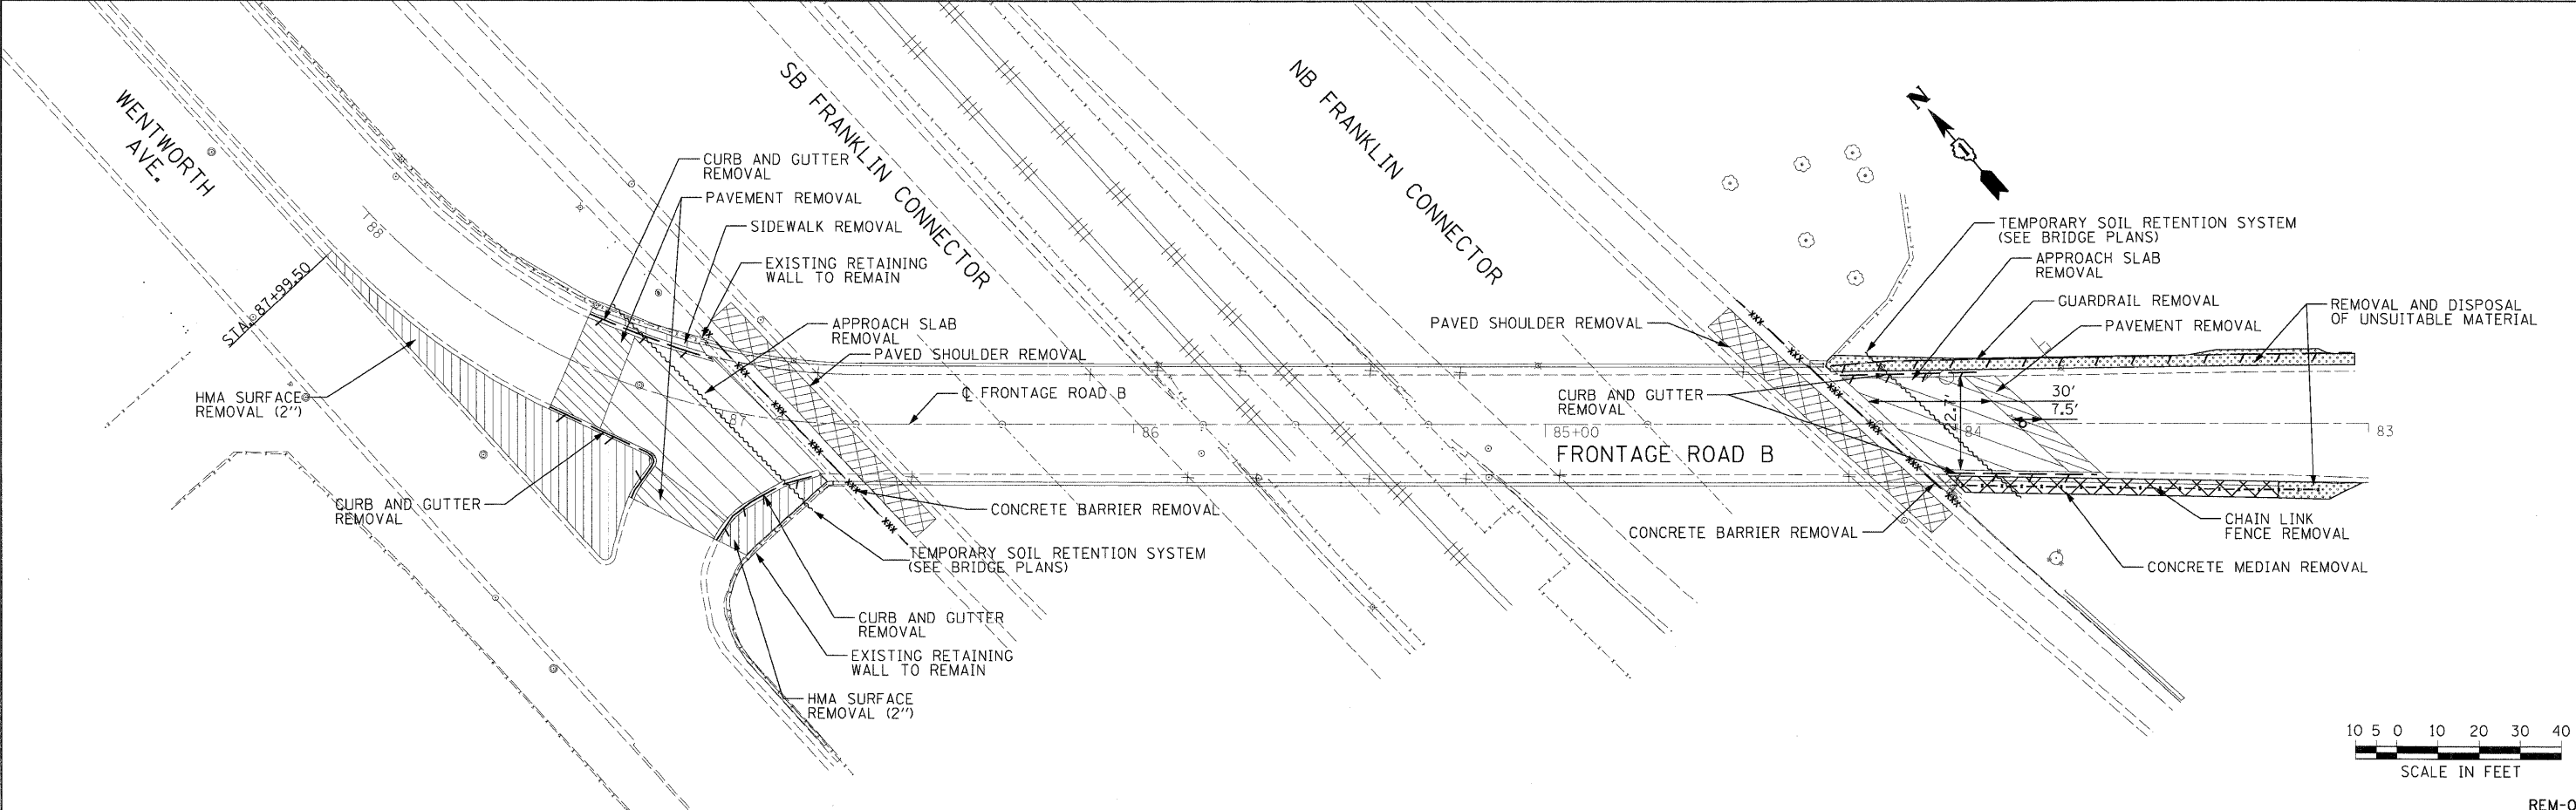 WENTWORTH
AVE.
SB FRANKLIN CONNECTOR
NB FRANKLIN CONNECTOR
N
1
CURB AND GUTTER
REMOVAL
PAVEMENT REMOVAL
SIDEWALK REMOVAL
EXISTING RETAINING
WALL TO REMAIN
APPROACH SLAB
REMOVAL
PAVED SHOULDER REMOVAL
℄ FRONTAGE ROAD B
88
STA. 87+99.50
HMA SURFACE
REMOVAL (2'')
87
86
85+00
84
83
FRONTAGE ROAD B
CURB AND GUTTER
REMOVAL
CONCRETE BARRIER REMOVAL
TEMPORARY SOIL RETENTION SYSTEM
(SEE BRIDGE PLANS)
CURB AND GUTTER
REMOVAL
EXISTING RETAINING
WALL TO REMAIN
HMA SURFACE
REMOVAL (2'')
PAVED SHOULDER REMOVAL
CURB AND GUTTER
REMOVAL
CONCRETE BARRIER REMOVAL
TEMPORARY SOIL RETENTION SYSTEM
(SEE BRIDGE PLANS)
APPROACH SLAB
REMOVAL
GUARDRAIL REMOVAL
PAVEMENT REMOVAL
REMOVAL AND DISPOSAL
OF UNSUITABLE MATERIAL
30'
7.5'
22.7'
CHAIN LINK
FENCE REMOVAL
CONCRETE MEDIAN REMOVAL
10 5 0 10 20 30 40
SCALE IN FEET
REM-0